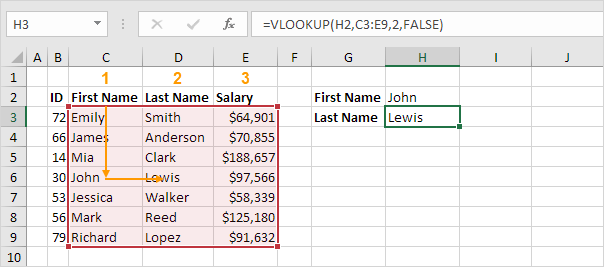 H3 fx =VLOOKUP(H2,C3:E9,2,FALSE)
A B C D E F G H I J
1 1 2 3
2 ID First Name Last Name Salary First Name John
3 72 Emily Smith $64,901 Last Name Lewis
4 66 James Anderson $70,855
5 14 Mia Clark $188,657
6 30 John Lewis $97,566
7 53 Jessica Walker $58,339
8 56 Mark Reed $125,180
9 79 Richard Lopez $91,632
10